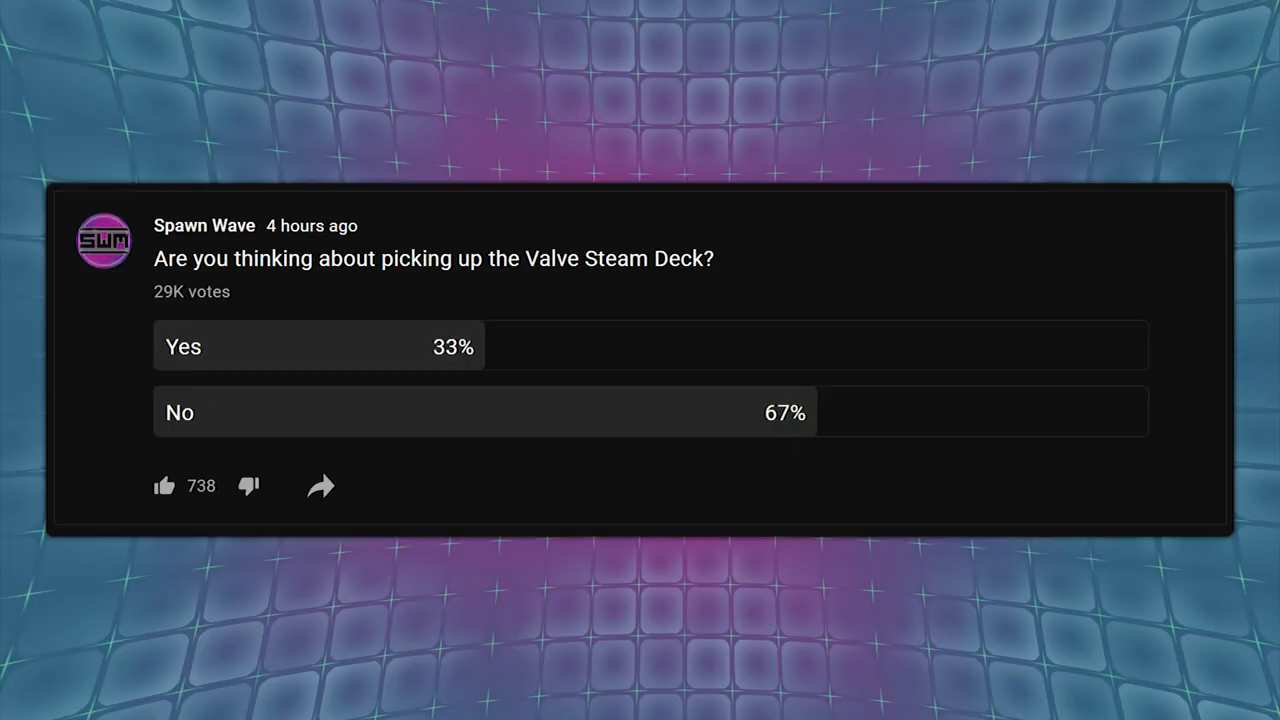 SWM
Spawn Wave 4 hours ago
Are you thinking about picking up the Valve Steam Deck?
29K votes
Yes 33%
No 67%
738